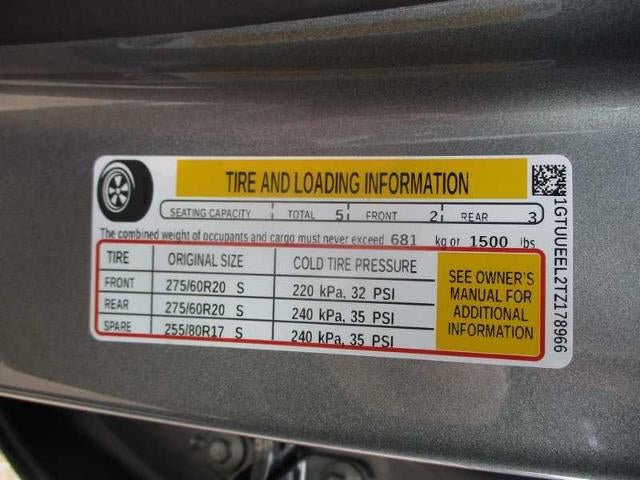 TIRE AND LOADING INFORMATION
SEATING CAPACITY TOTAL 5 FRONT 2 REAR 3
The combined weight of occupants and cargo must never exceed 681 kg or 1500 lbs
TIRE ORIGINAL SIZE COLD TIRE PRESSURE
FRONT 275/60R20 S 220 kPa, 32 PSI
REAR 275/60R20 S 240 kPa, 35 PSI
SPARE 255/80R17 S 240 kPa, 35 PSI
SEE OWNER'S
MANUAL FOR
ADDITIONAL
INFORMATION
1GTUUEEL2TZ178966